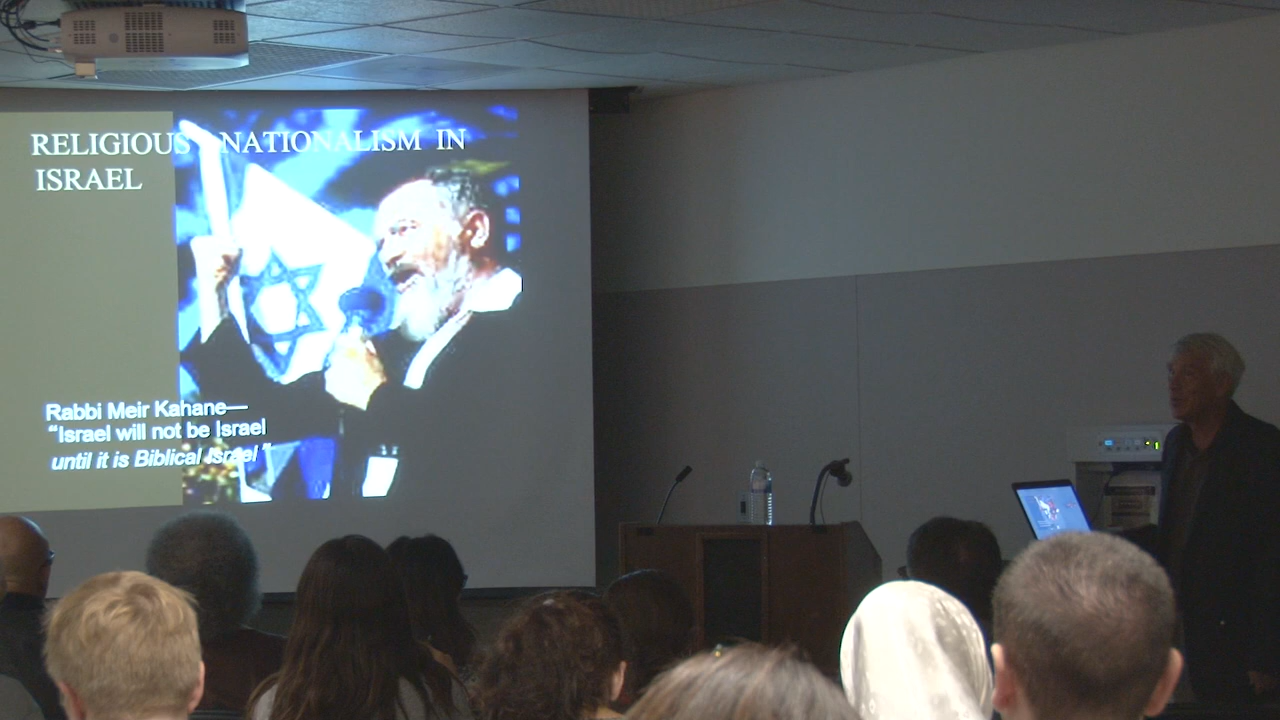 RELIGIOUS NATIONALISM IN
ISRAEL
Rabbi Meir Kahane—
“Israel will not be Israel
until it is Biblical Israel”